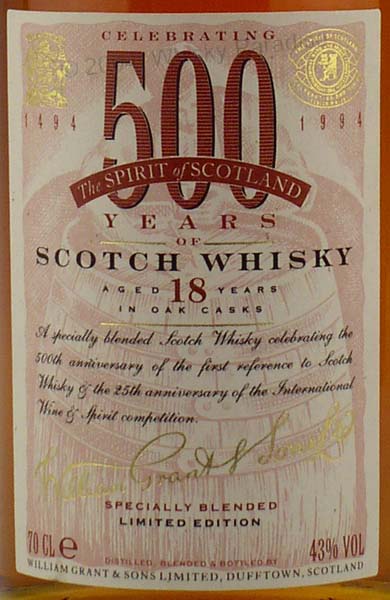 CELEBRATING
500
1494
1994
The SPIRIT of SCOTLAND
YEARS
OF
SCOTCH WHISKY
AGED 18 YEARS
IN OAK CASKS
A specially blended Scotch Whisky celebrating the
500th anniversary of the first reference to Scotch
Whisky & the 25th anniversary of the International
Wine & Spirit competition.
William Grant & Sons Ltd
SPECIALLY BLENDED
LIMITED EDITION
70 CL e
43% VOL
DISTILLED, BLENDED & BOTTLED BY
WILLIAM GRANT & SONS LIMITED, DUFFTOWN, SCOTLAND